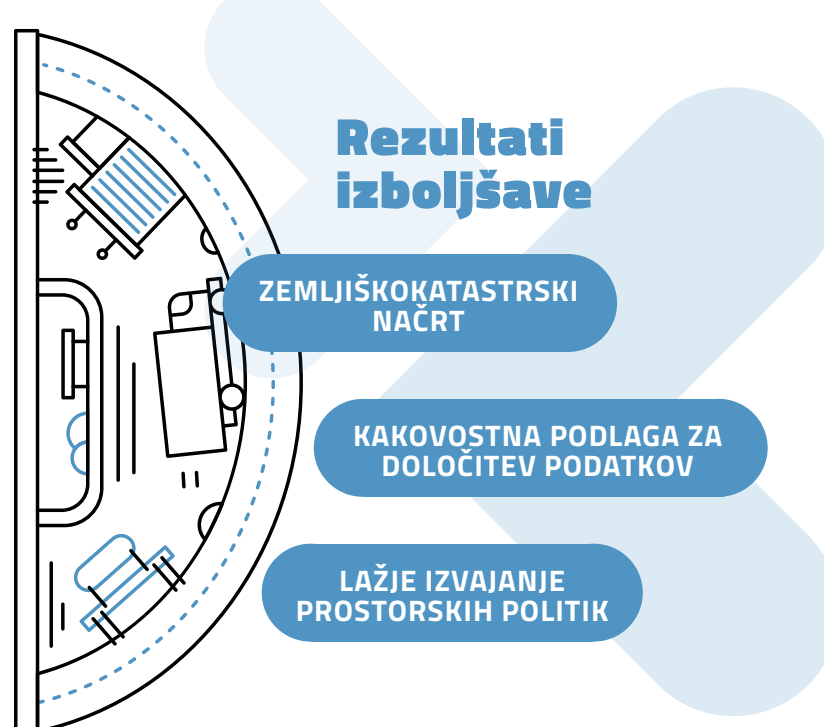 Rezultati
izboljšave
ZEMLJIŠKOKATASTRSKI
NAČRT
KAKOVOSTNA PODLAGA ZA
DOLOČITEV PODATKOV
LAŽJE IZVAJANJE
PROSTORSKIH POLITIK